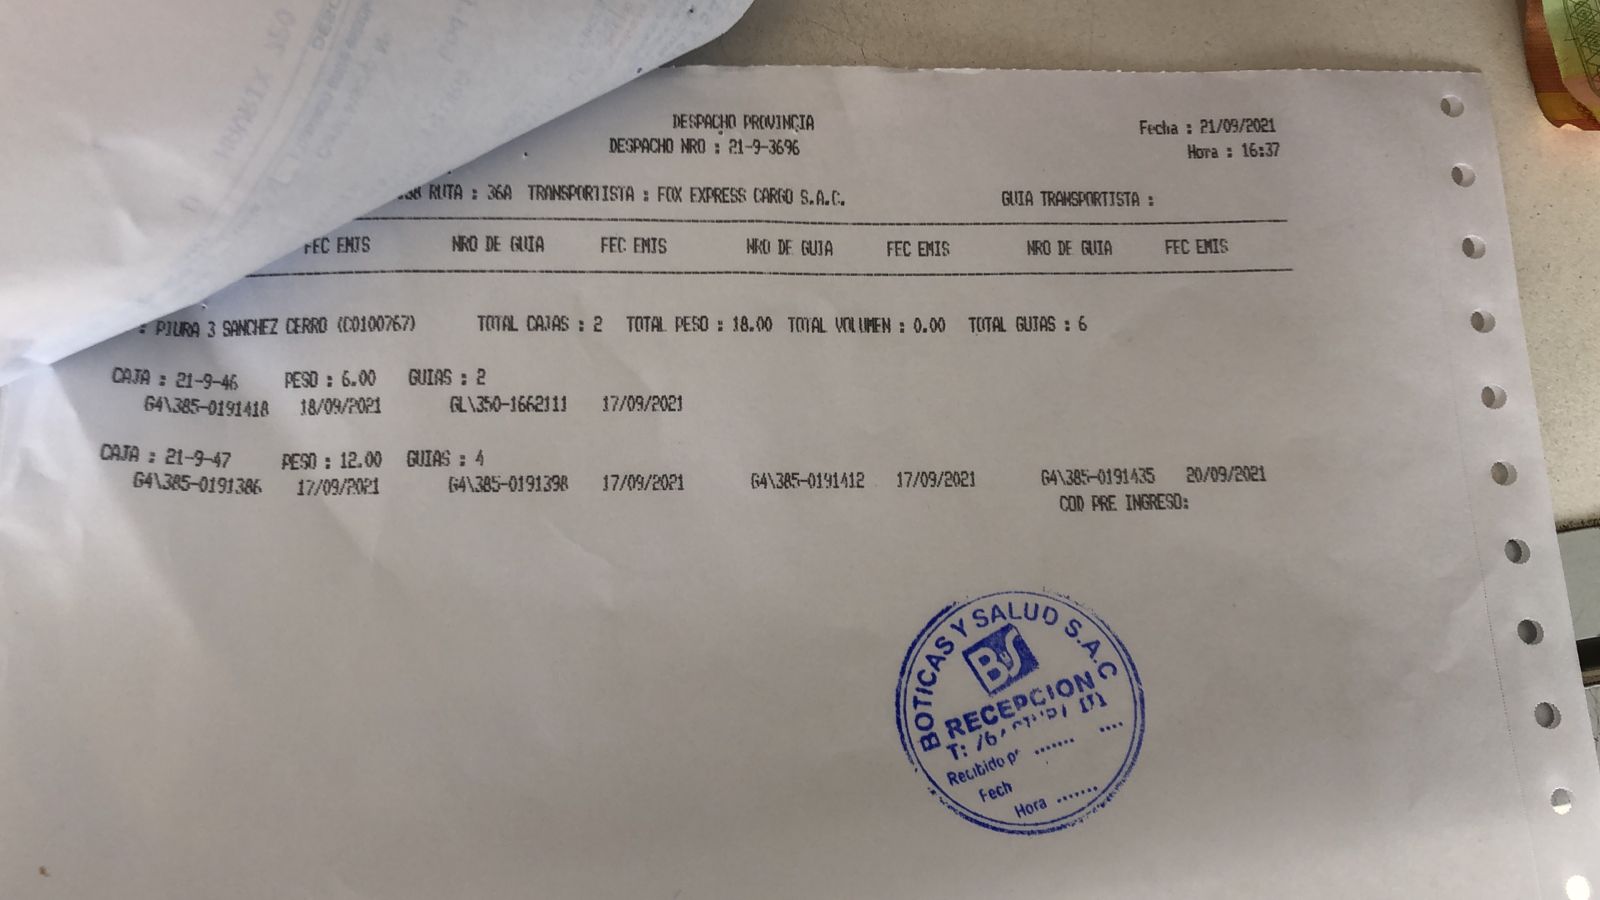 DESPACHO PROVINCIA
DESPACHO NRO : 21-9-3696
Fecha : 21/09/2021
Hora : 16:37
RUTA : 36A TRANSPORTISTA : FOX EXPRESS CARGO S.A.C. GUIA TRANSPORTISTA :
FEC EMIS NRO DE GUIA FEC EMIS NRO DE GUIA FEC EMIS NRO DE GUIA FEC EMIS
: PIURA 3 SANCHEZ CERRO (C0100767) TOTAL CAJAS : 2 TOTAL PESO : 18.00 TOTAL VOLUMEN : 0.00 TOTAL GUIAS : 6
CAJA : 21-9-46 PESO : 6.00 GUIAS : 2
G4\385-0191418 18/09/2021 GL\350-1662111 17/09/2021
CAJA : 21-9-47 PESO : 12.00 GUIAS : 4
G4\385-0191386 17/09/2021 G4\385-0191398 17/09/2021 G4\385-0191412 17/09/2021 G4\385-0191435 20/09/2021
COD PRE INGRESO:
BOTICAS Y SALUD S.A.C
BS
RECEPCION
Recibido
Hora .......